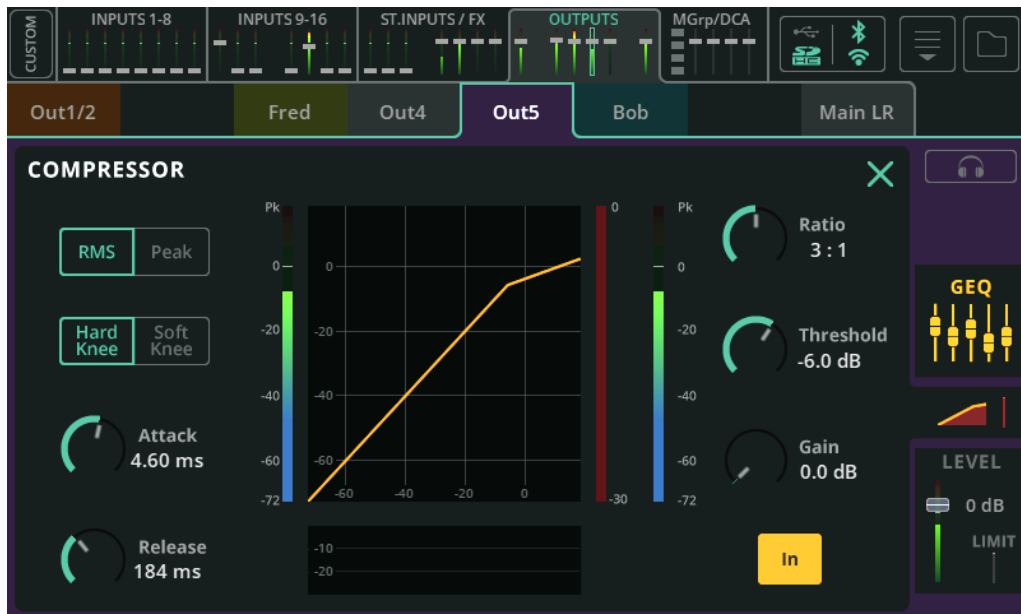 CUSTOM
INPUTS 1-8
INPUTS 9-16
ST.INPUTS / FX
OUTPUTS
MGrp/DCA
Out1/2
Fred
Out4
Out5
Bob
Main LR
COMPRESSOR
RMS
Peak
Hard
Knee
Soft
Knee
Attack
4.60 ms
Release
184 ms
Pk
0
-20
-40
-60
-72
0
-20
-40
-60
-60
-40
-20
0
-10
-20
0
-30
Pk
0
-20
-40
-60
-72
Ratio
3 : 1
Threshold
-6.0 dB
Gain
0.0 dB
In
GEQ
LEVEL
0 dB
LIMIT